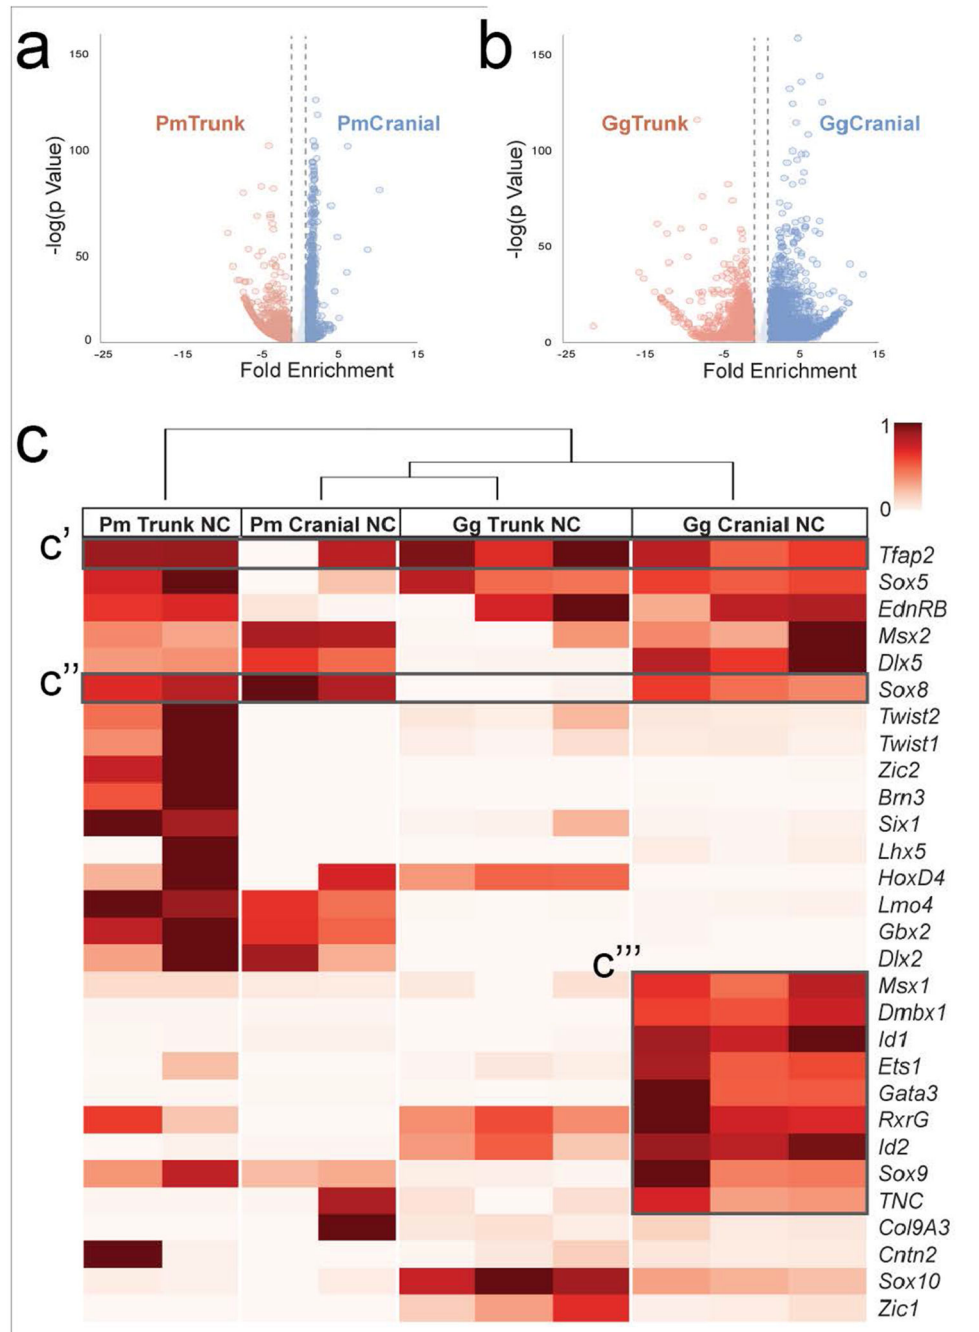 a
150
100
50
0
-log(p Value)
PmTrunk
PmCranial
-25
-15
-5
5
15
Fold Enrichment
b
150
100
50
0
-log(p Value)
GgTrunk
GgCranial
-25
-15
-5
5
15
Fold Enrichment
c
1
0
Pm Trunk NC
Pm Cranial NC
Gg Trunk NC
Gg Cranial NC
c’
Tfap2
Sox5
EdnRB
Msx2
Dlx5
c’’
Sox8
Twist2
Twist1
Zic2
Brn3
Six1
Lhx5
HoxD4
Lmo4
Gbx2
Dlx2
c’’’
Msx1
Dmbx1
Id1
Ets1
Gata3
RxrG
Id2
Sox9
TNC
Col9A3
Cntn2
Sox10
Zic1